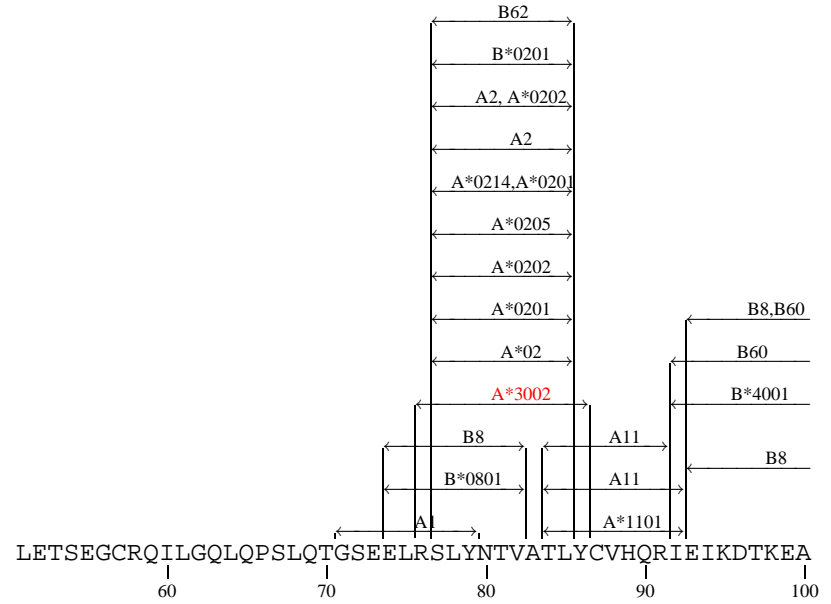 B62
B*0201
A2, A*0202
A2
A*0214,A*0201
A*0205
A*0202
A*0201 B8,B60
A*02 B60
A*3002 B*4001
B8 A11
B8
B*0801 A11
A1 A*1101
LETSEGCRQILGQLQPSLQTGSEELRSLYNTVATLYCVHQRIEIKDTKEA
60 70 80 90 100